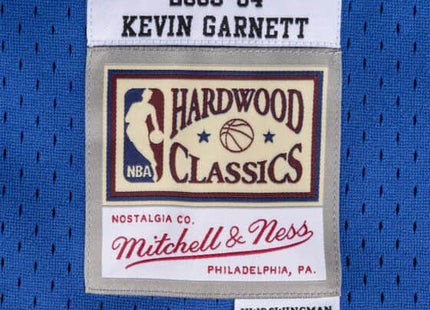 KEVIN GARNETT
HARDWOOD
NBA
CLASSICS
NOSTALGIA CO.
Mitchell & Ness
PHILADELPHIA, PA.